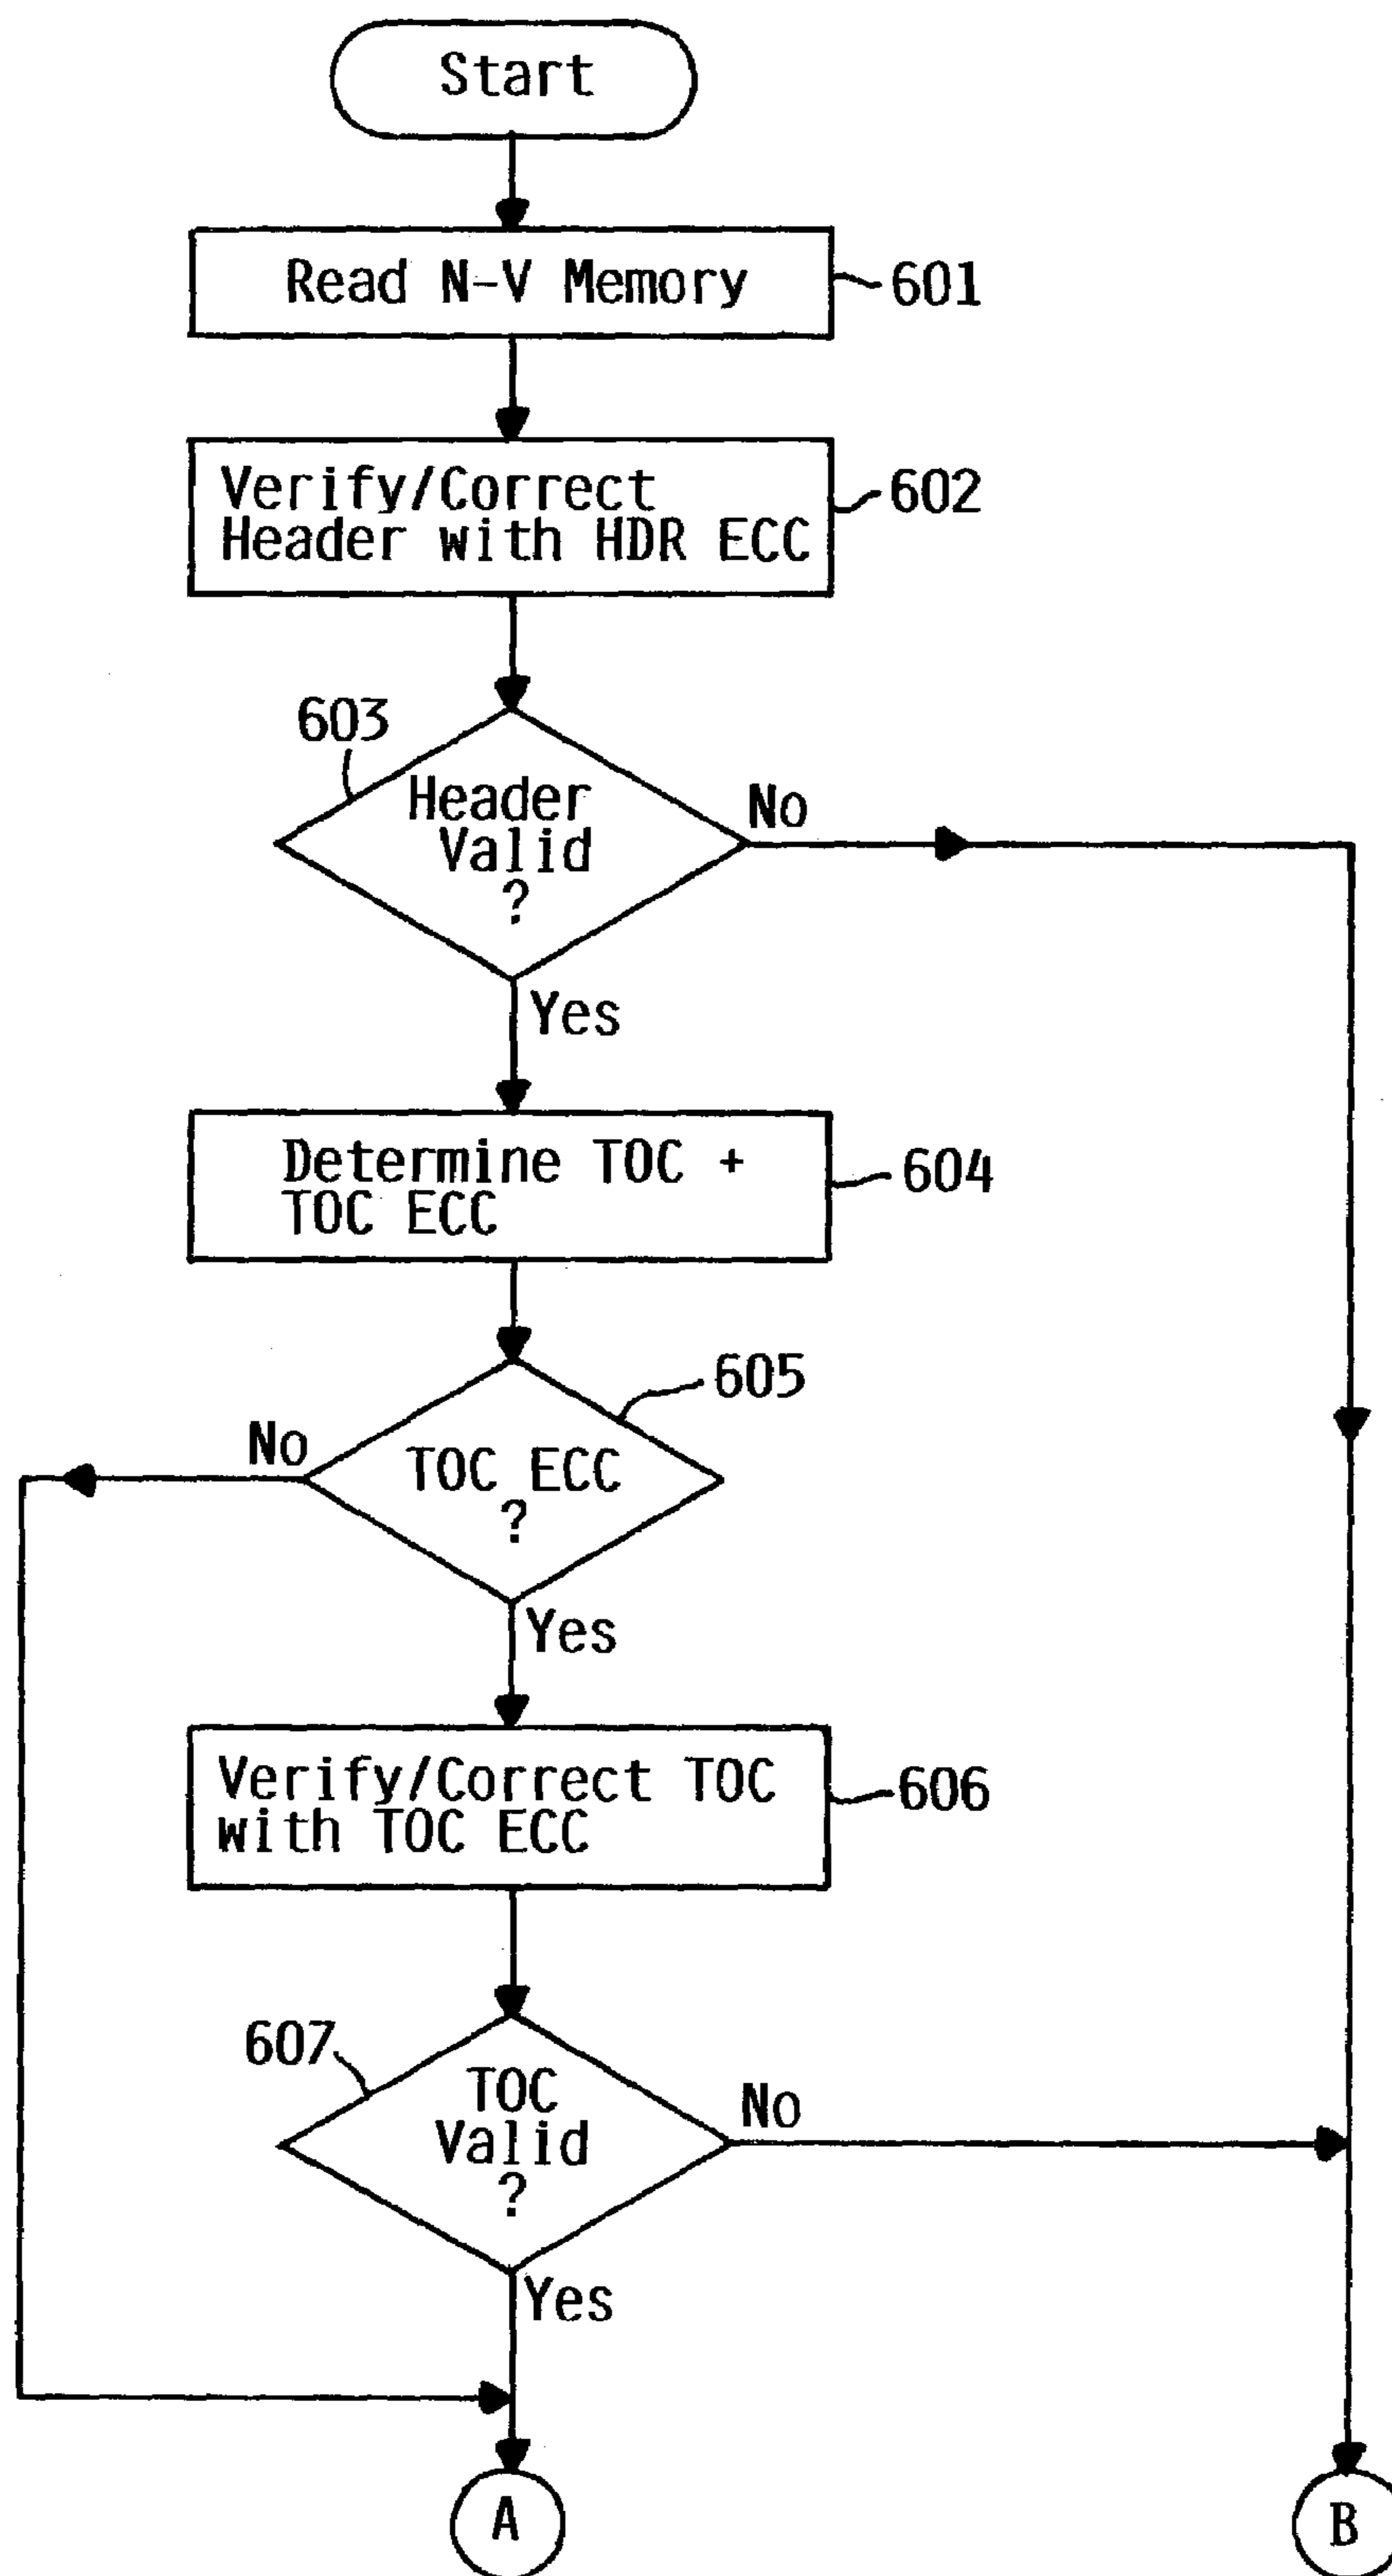 Start
Read N-V Memory
601
Verify/Correct
Header with HDR ECC
602
603
Header
Valid
?
No
Yes
Determine TOC +
TOC ECC
604
605
No
TOC ECC
?
Yes
Verify/Correct TOC
with TOC ECC
606
607
TOC
Valid
?
No
Yes
A
B